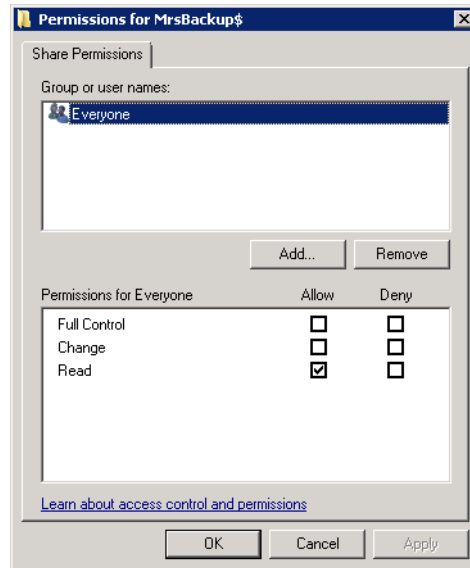 Permissions for MrsBackup$
Share Permissions
Group or user names:
Everyone
Add...
Remove
Permissions for Everyone Allow Deny
Full Control
Change
Read
Learn about access control and permissions
OK Cancel Apply